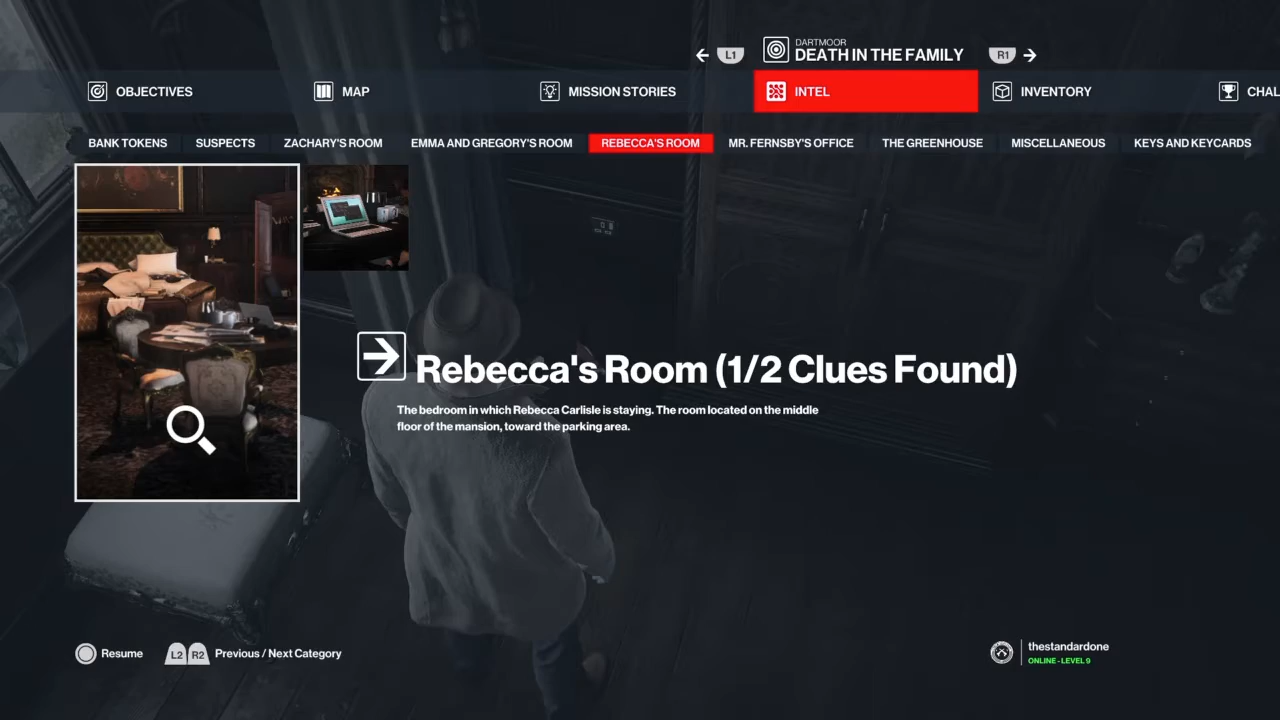 DARTMOOR
L1 DEATH IN THE FAMILY R1
OBJECTIVES MAP MISSION STORIES INTEL INVENTORY CHAL
BANK TOKENS SUSPECTS ZACHARY'S ROOM EMMA AND GREGORY'S ROOM REBECCA'S ROOM MR. FERNSBY'S OFFICE THE GREENHOUSE MISCELLANEOUS KEYS AND KEYCARDS
Rebecca's Room (1/2 Clues Found)
The bedroom in which Rebecca Carlisle is staying. The room located on the middle
floor of the mansion, toward the parking area.
Resume L2 R2 Previous / Next Category
thestandardone
ONLINE - LEVEL 9